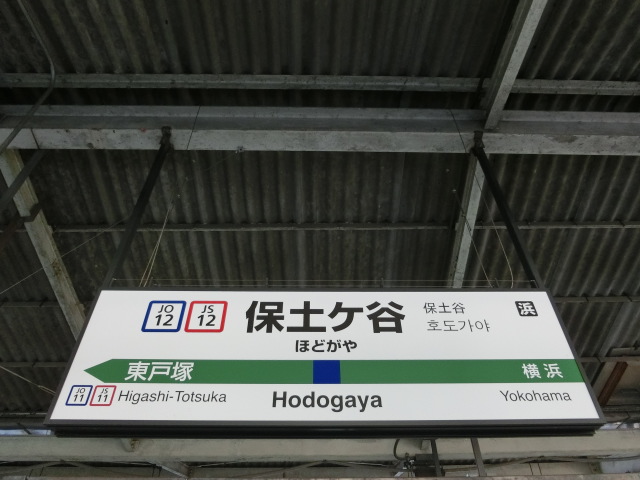 JO 12 JS 12 保土ケ谷 保土谷 浜
호도가야
ほどがや
東戸塚 横浜
JO 11 JS 11 Higashi-Totsuka Hodogaya Yokohama